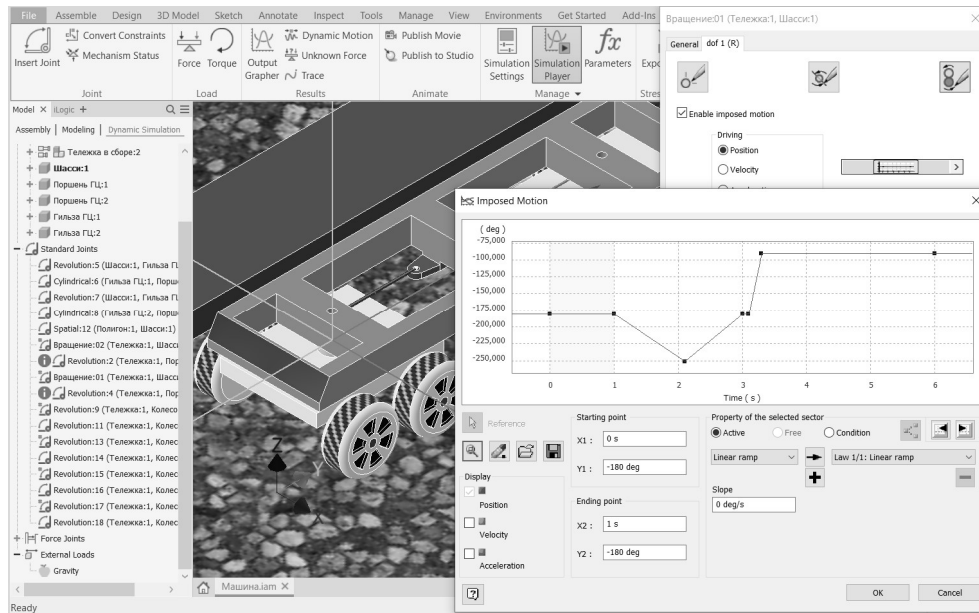 File Assemble Design 3D Model Sketch Annotate Inspect Tools Manage View Environments Get Started Add-Ins
Insert Joint
Convert Constraints
Mechanism Status
Joint
Force Torque
Load
Output Grapher
Dynamic Motion
Unknown Force
Trace
Results
Publish Movie
Publish to Studio
Animate
Simulation Settings
Simulation Player
fx
Parameters
Manage
Model × iLogic +
Assembly | Modeling | Dynamic Simulation
Тележка в сборе:2
Шасси:1
Поршень ГЦ:1
Поршень ГЦ:2
Гильза ГЦ:1
Гильза ГЦ:2
Standard Joints
Revolution:5 (Шасси:1, Гильза ГЦ
Cylindrical:6 (Гильза ГЦ:1, Порш
Revolution:7 (Шасси:1, Гильза ГЦ
Cylindrical:8 (Гильза ГЦ:2, Порш
Spatial:12 (Полигон:1, Шасси:1)
Вращение:02 (Тележка:1, Шасс
Revolution:2 (Тележка:1, Пор
Вращение:01 (Тележка:1, Шасс
Revolution:4 (Тележка:1, Пор
Revolution:9 (Тележка:1, Колесо
Revolution:11 (Тележка:1, Колес
Revolution:13 (Тележка:1, Колес
Revolution:14 (Тележка:1, Колес
Revolution:15 (Тележка:1, Колес
Revolution:16 (Тележка:1, Колес
Revolution:17 (Тележка:1, Колес
Revolution:18 (Тележка:1, Колес
Force Joints
External Loads
Gravity
Ready
Z
Y
X
Машина.iam ×
Вращение:01 (Тележка:1, Шасси:1)
General dof 1 (R)
Enable imposed motion
Driving
Position
Velocity
Imposed Motion
( deg )
-75,000
-100,000
-125,000
-150,000
-175,000
-200,000
-225,000
-250,000
0 1 2 3 4 5 6
Time ( s )
Reference
Display
Position
Velocity
Acceleration
Starting point
X1 : 0 s
Y1 : -180 deg
Ending point
X2 : 1 s
Y2 : -180 deg
Property of the selected sector
Active Free Condition
Linear ramp
Law 1/1: Linear ramp
Slope
0 deg/s
OK Cancel